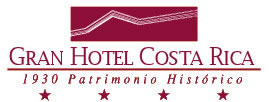 GRAN HOTEL COSTA RICA
1930 Patrimonio Histórico